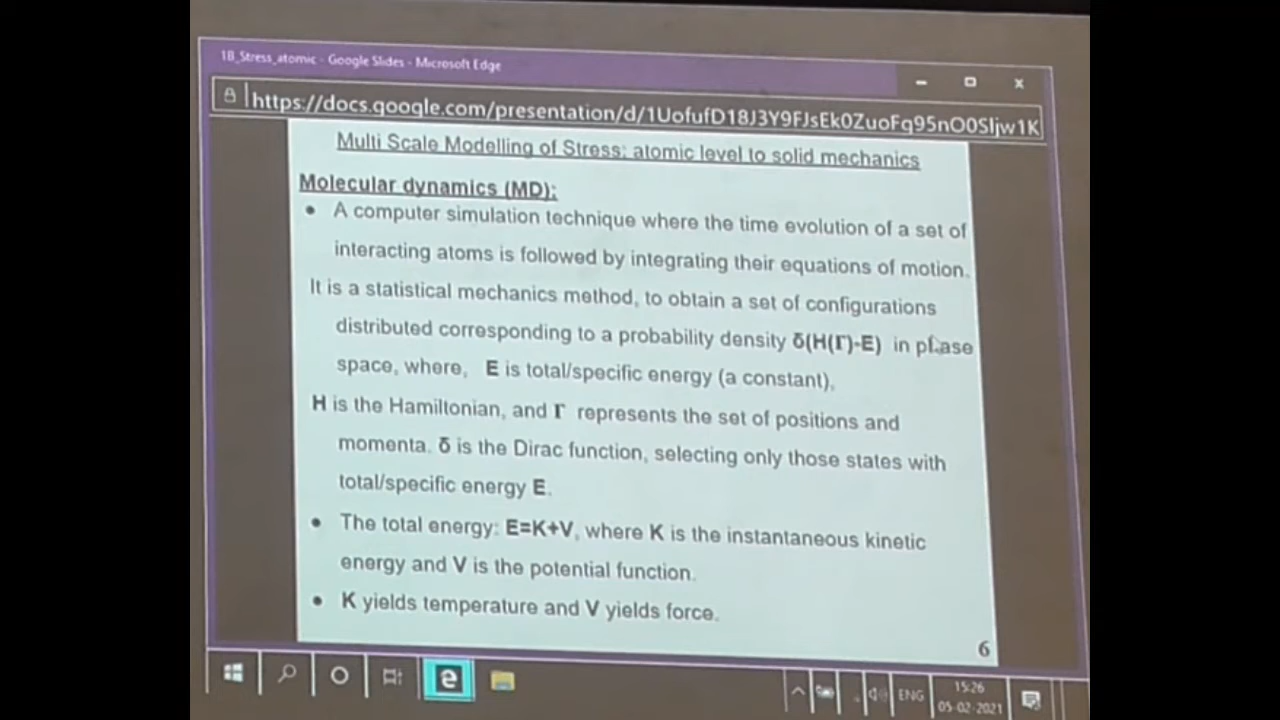 1B_Stress_atomic - Google Slides - Microsoft Edge
https://docs.google.com/presentation/d/1UofufD18J3Y9FJsEk0ZuoFq95nO0SIjw1K
Multi Scale Modelling of Stress: atomic level to solid mechanics
Molecular dynamics (MD):
• A computer simulation technique where the time evolution of a set of
interacting atoms is followed by integrating their equations of motion.
It is a statistical mechanics method, to obtain a set of configurations
distributed corresponding to a probability density δ(H(Γ)-E) in phase
space, where, E is total/specific energy (a constant),
H is the Hamiltonian, and Γ represents the set of positions and
momenta. δ is the Dirac function, selecting only those states with
total/specific energy E.
• The total energy: E=K+V, where K is the instantaneous kinetic
energy and V is the potential function.
• K yields temperature and V yields force.
6
ENG
15:26
05-02-2021